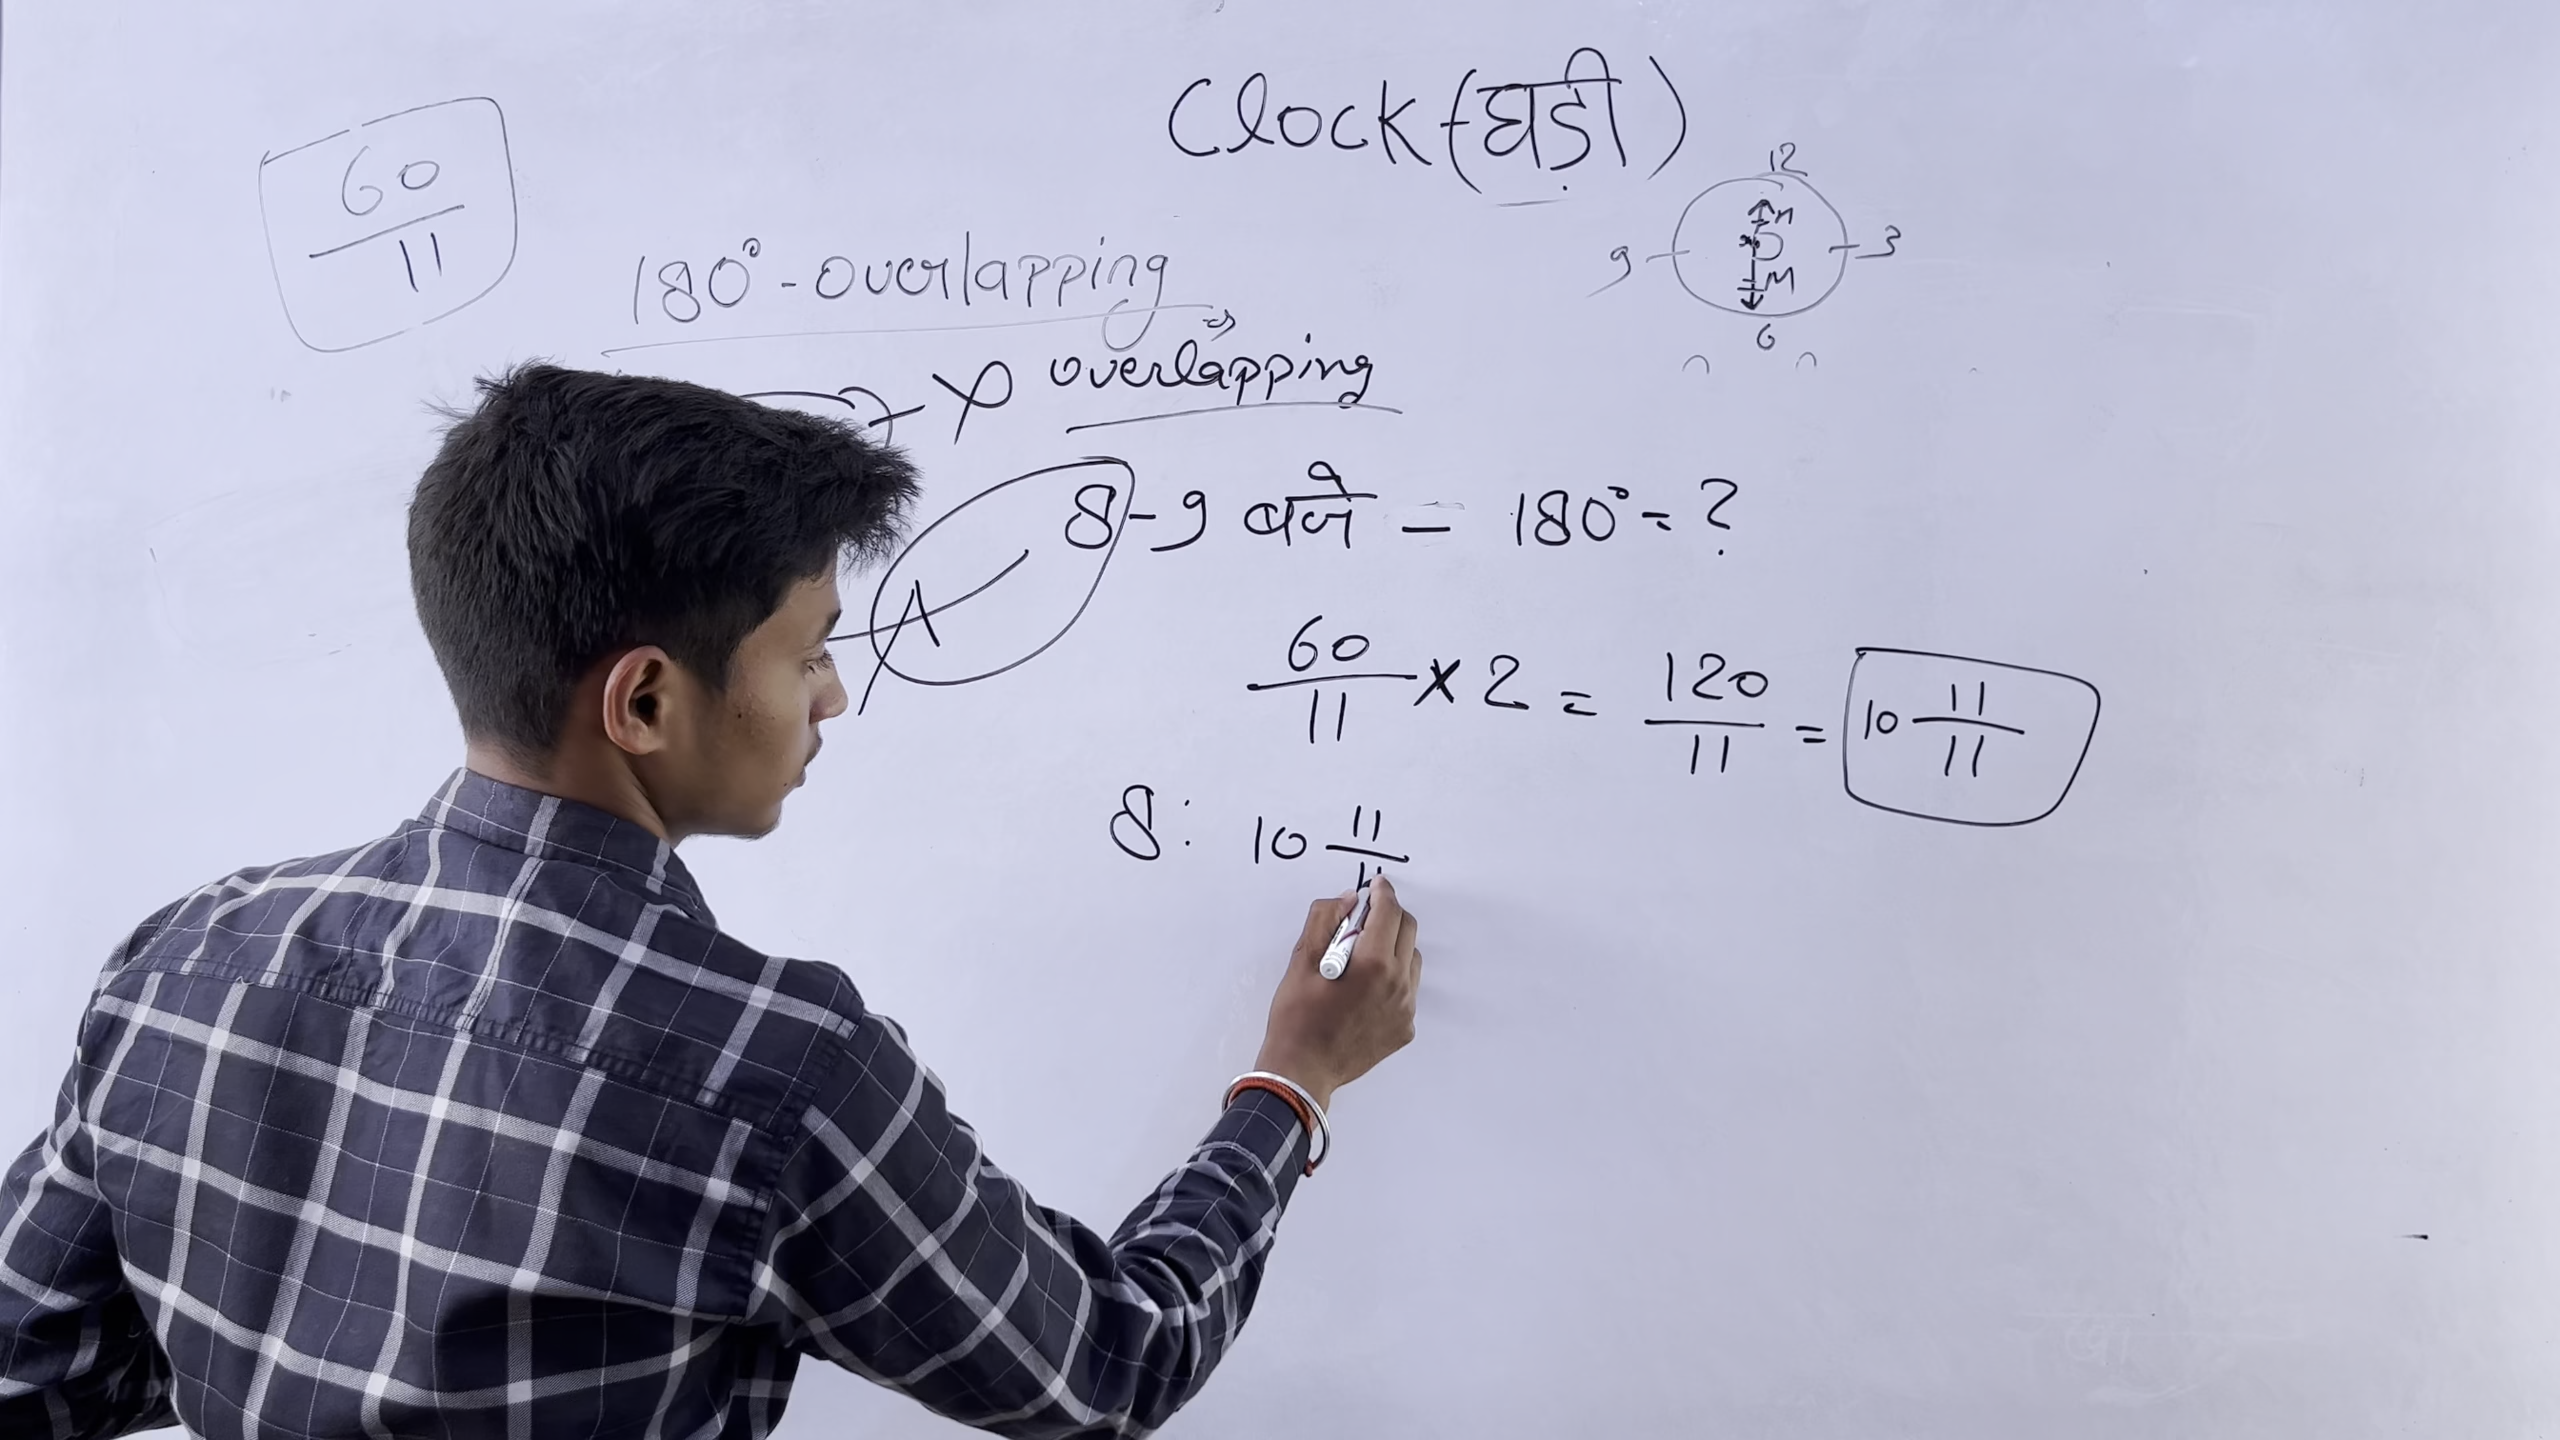 Clock (घड़ी)
60/11
12
9 3
M
6
180° - overlapping
overlapping
8-9 बजे - 180° = ?
60/11 × 2 = 120/11 = 10 11/11
8 : 10 11/11